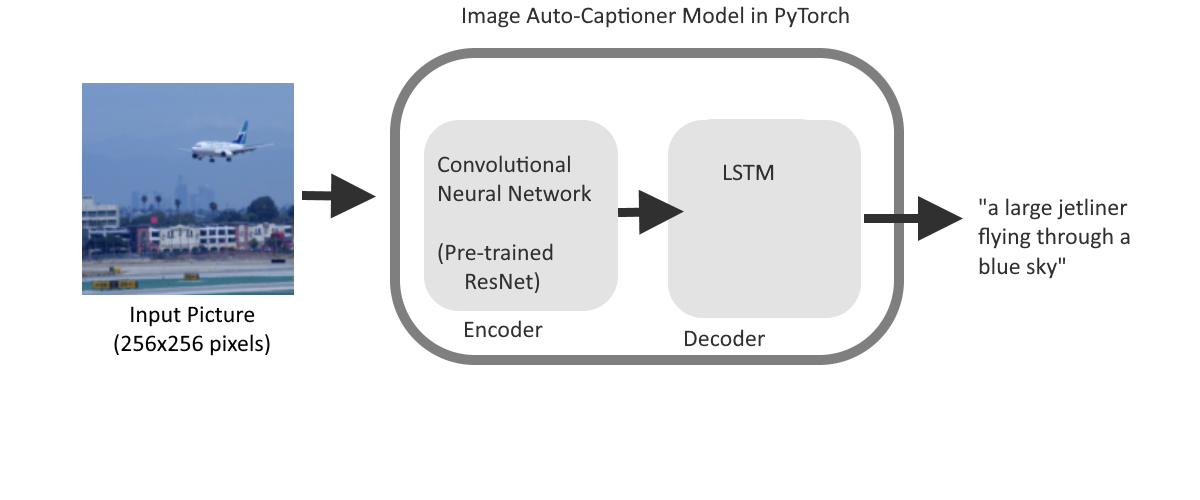 Image Auto-Captioner Model in PyTorch
Convolutional
Neural Network
(Pre-trained
ResNet)
Encoder
LSTM
Decoder
"a large jetliner
flying through a
blue sky"
Input Picture
(256x256 pixels)